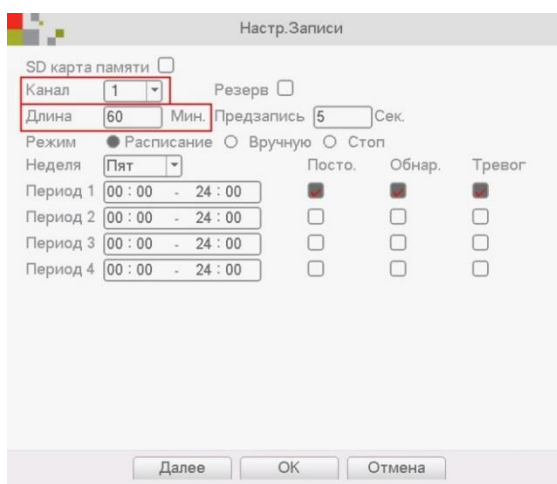 Настр.Записи
SD карта памяти
Канал 1 Резерв
Длина 60 Мин. Предзапись 5 Сек.
Режим Расписание Вручную Стоп
Неделя Пят Посто. Обнар. Тревог
Период 1 00 : 00 - 24 : 00
Период 2 00 : 00 - 24 : 00
Период 3 00 : 00 - 24 : 00
Период 4 00 : 00 - 24 : 00
Далее OK Отмена